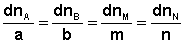 dn_A/a = dn_B/b = dn_M/m = dn_N/n